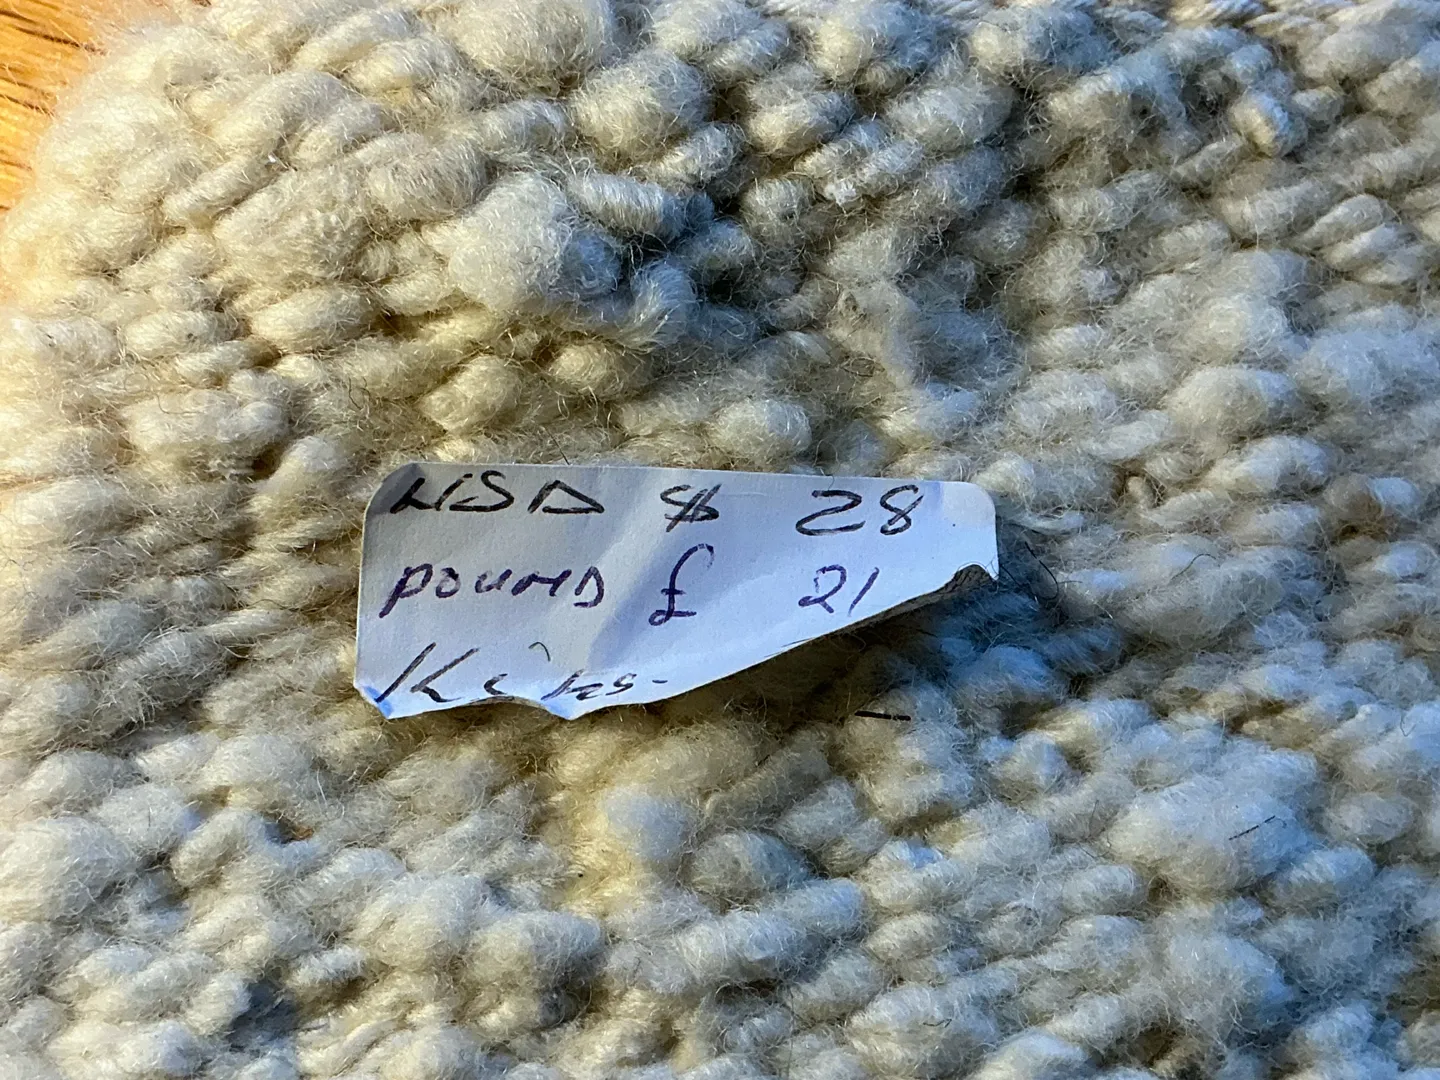 USD $ 28
POUND £ 21